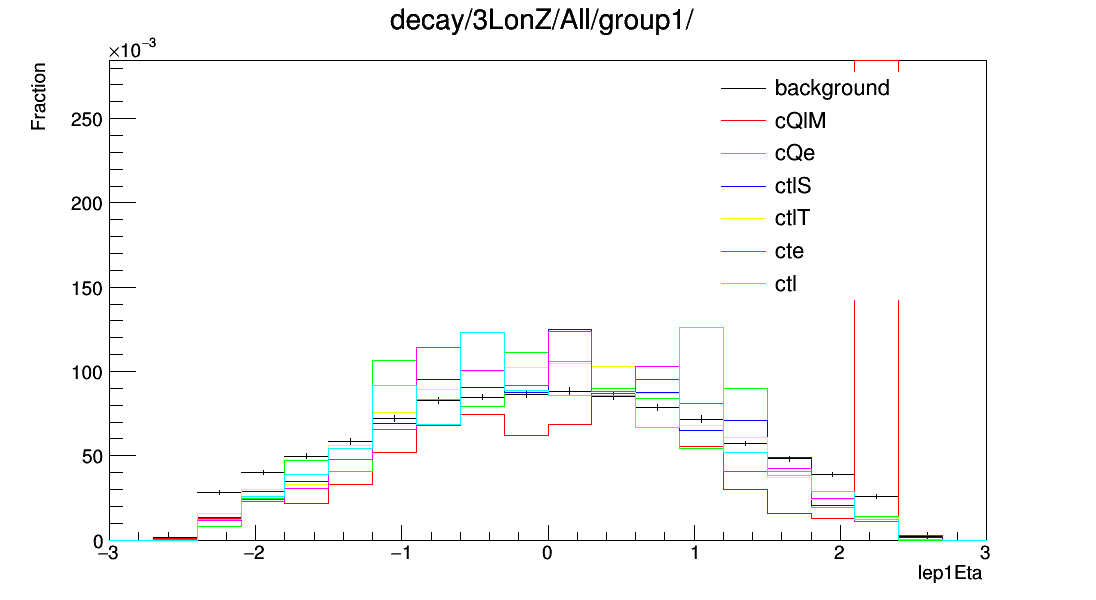 decay/3LonZ/All/group1/
×10⁻³
Fraction
250
200
150
100
50
0
background
cQlM
cQe
ctlS
ctlT
cte
ctl
−3 −2 −1 0 1 2 3
lep1Eta